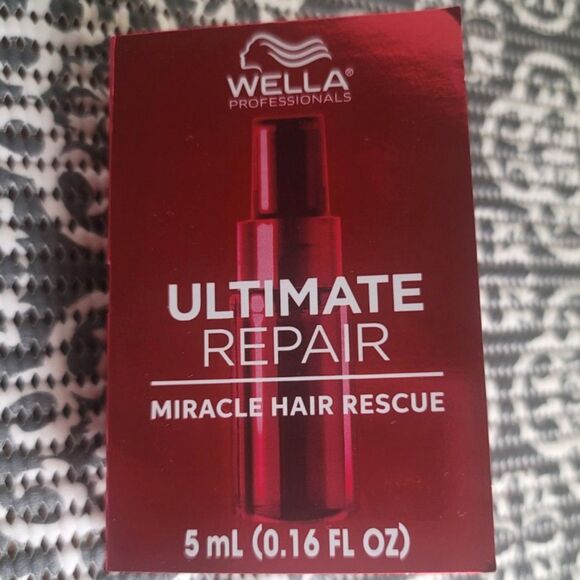 WELLA®
PROFESSIONALS
ULTIMATE
REPAIR
MIRACLE HAIR RESCUE
5 mL (0.16 FL OZ)